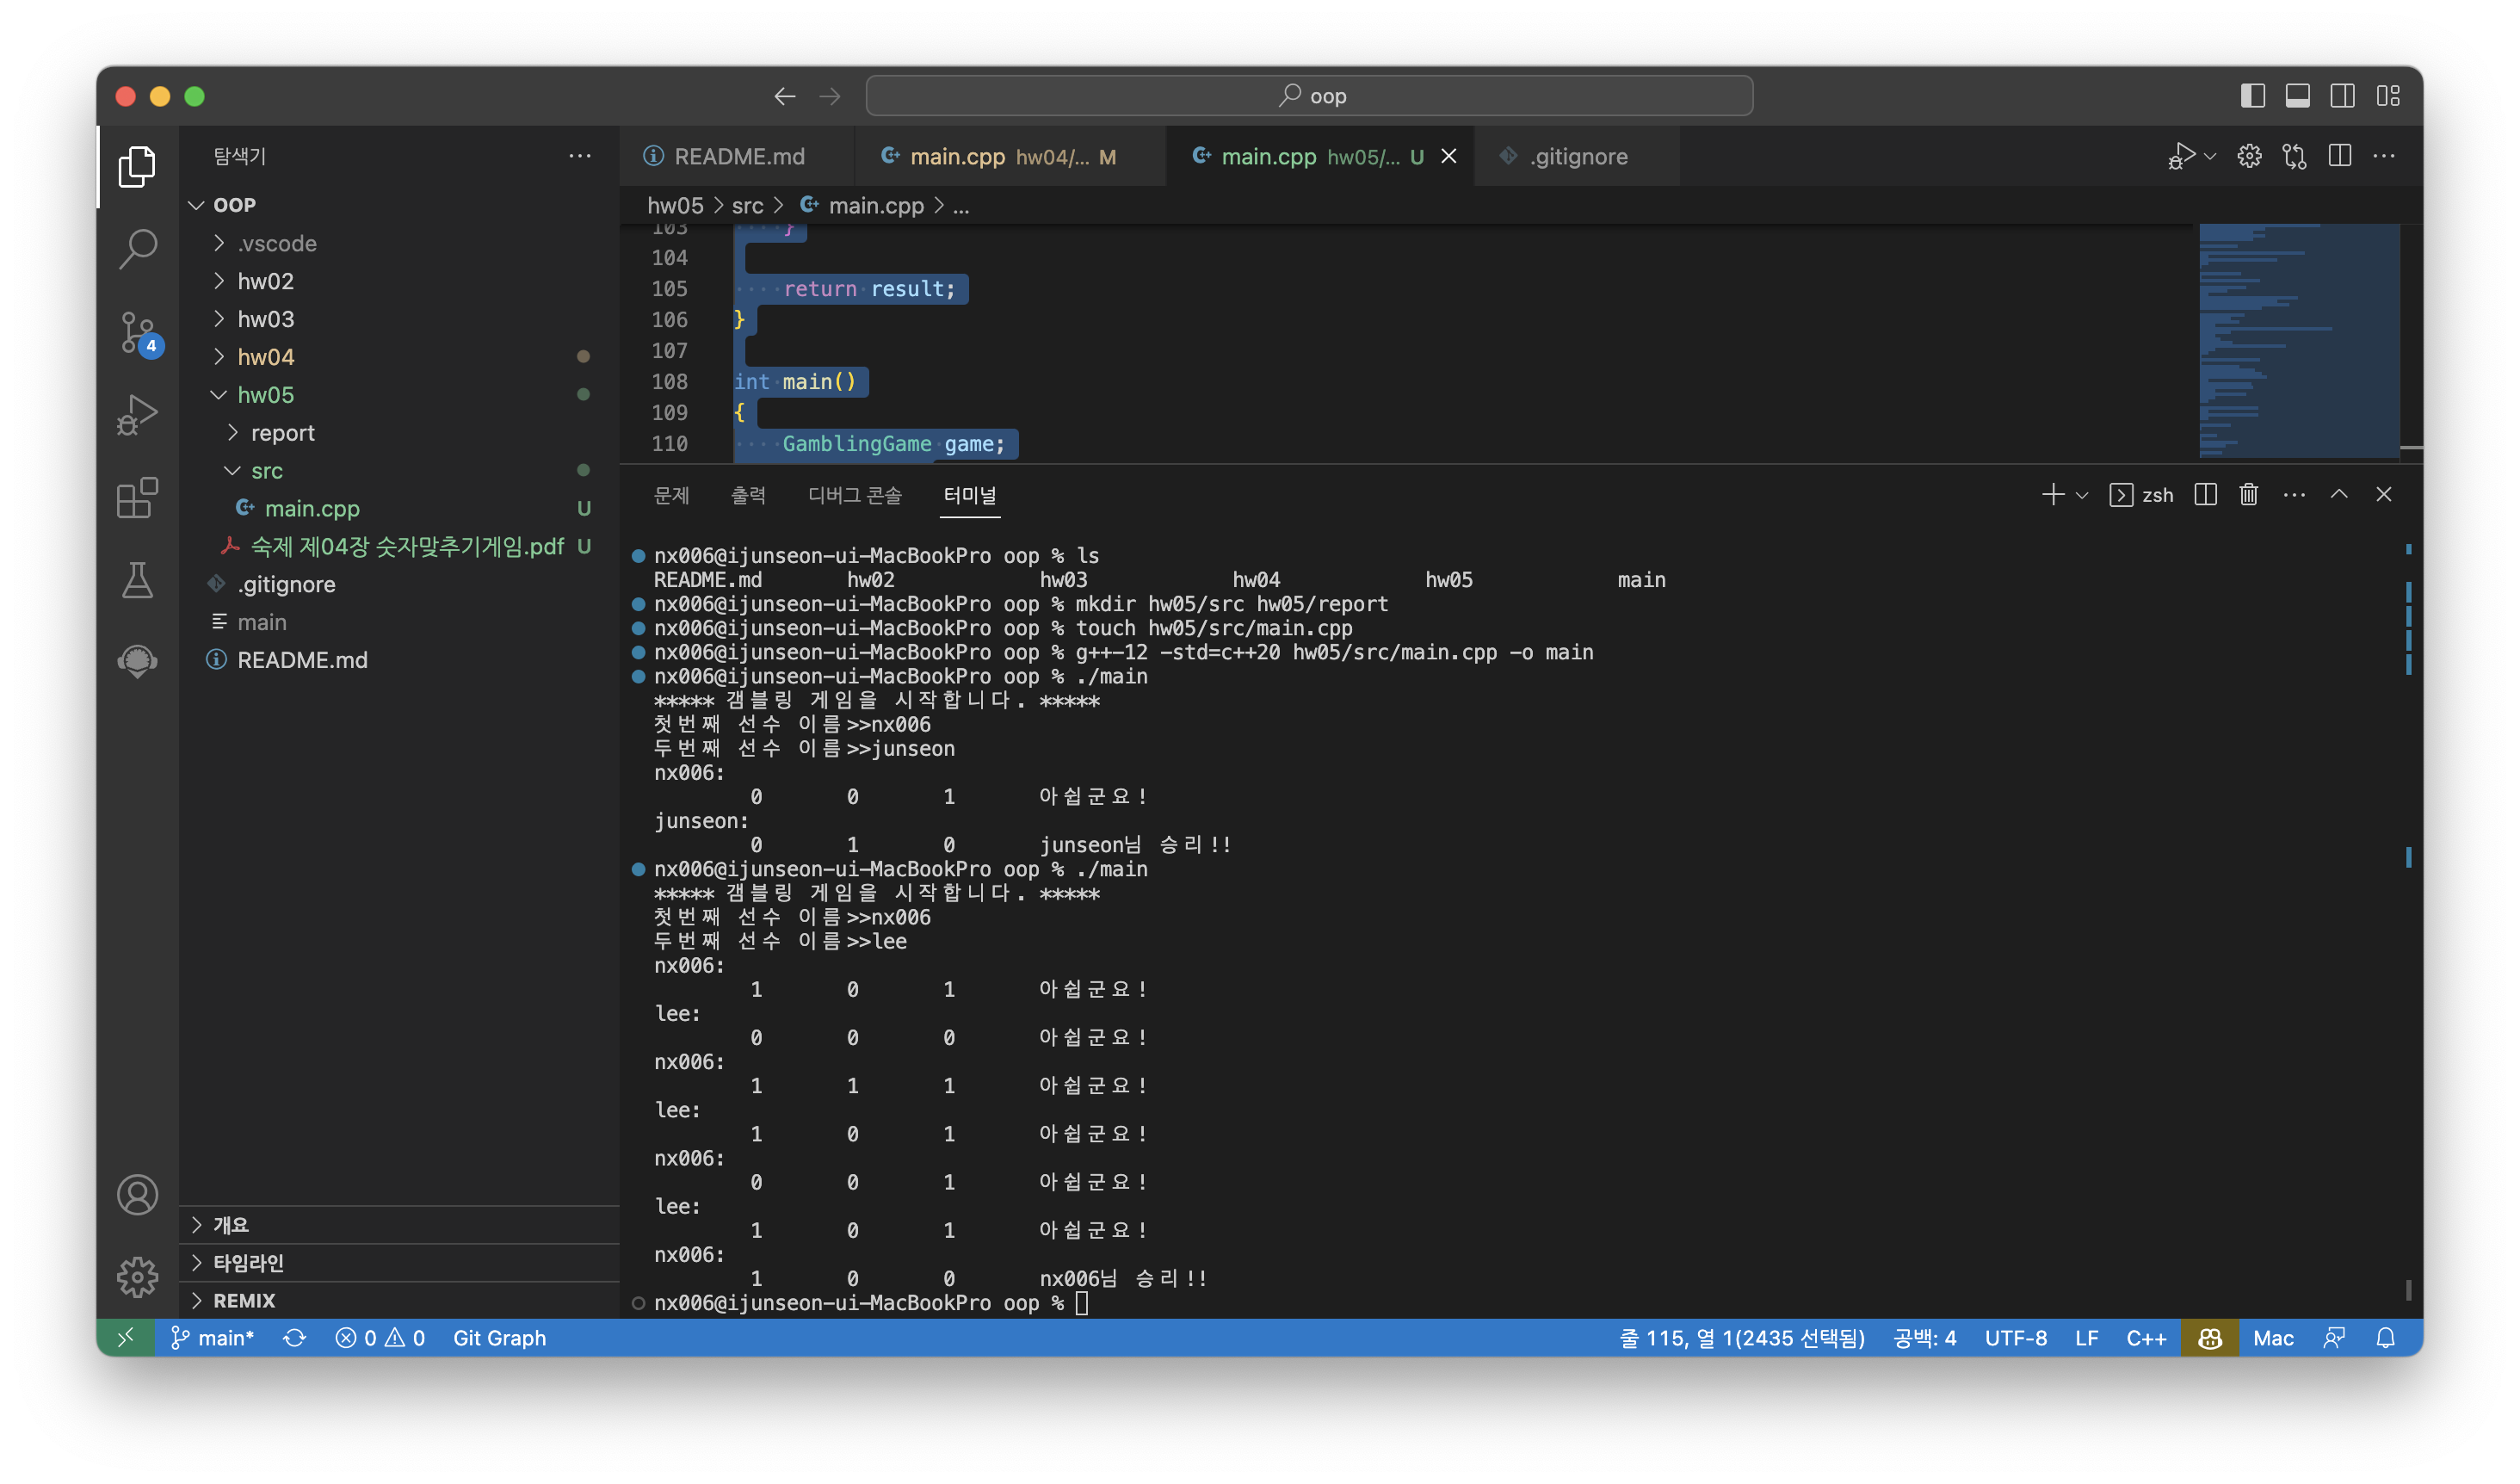 oop
탐색기
OOP
.vscode
hw02
hw03
hw04
hw05
report
src
main.cpp U
숙제 제04장 숫자맞추기게임.pdf U
.gitignore
main
README.md
개요
타임라인
REMIX
4
README.md
main.cpp hw04/... M
main.cpp hw05/... U
.gitignore
hw05 > src > main.cpp > ...
103 }
104
105 return result;
106 }
107
108 int main()
109 {
110 GamblingGame game;
문제 출력 디버그 콘솔 터미널
zsh
nx006@ijunseon-ui-MacBookPro oop % ls
README.md hw02 hw03 hw04 hw05 main
nx006@ijunseon-ui-MacBookPro oop % mkdir hw05/src hw05/report
nx006@ijunseon-ui-MacBookPro oop % touch hw05/src/main.cpp
nx006@ijunseon-ui-MacBookPro oop % g++-12 -std=c++20 hw05/src/main.cpp -o main
nx006@ijunseon-ui-MacBookPro oop % ./main
***** 갬블링 게임을 시작합니다. *****
첫번째 선수 이름>>nx006
두번째 선수 이름>>junseon
nx006:
0 0 1 아쉽군요!
junseon:
0 1 0 junseon님 승리!!
nx006@ijunseon-ui-MacBookPro oop % ./main
***** 갬블링 게임을 시작합니다. *****
첫번째 선수 이름>>nx006
두번째 선수 이름>>lee
nx006:
1 0 1 아쉽군요!
lee:
0 0 0 아쉽군요!
nx006:
1 1 1 아쉽군요!
lee:
1 0 1 아쉽군요!
nx006:
0 0 1 아쉽군요!
lee:
1 0 1 아쉽군요!
nx006:
1 0 0 nx006님 승리!!
nx006@ijunseon-ui-MacBookPro oop %
main* 0 0 Git Graph 줄 115, 열 1(2435 선택됨) 공백: 4 UTF-8 LF C++ Mac